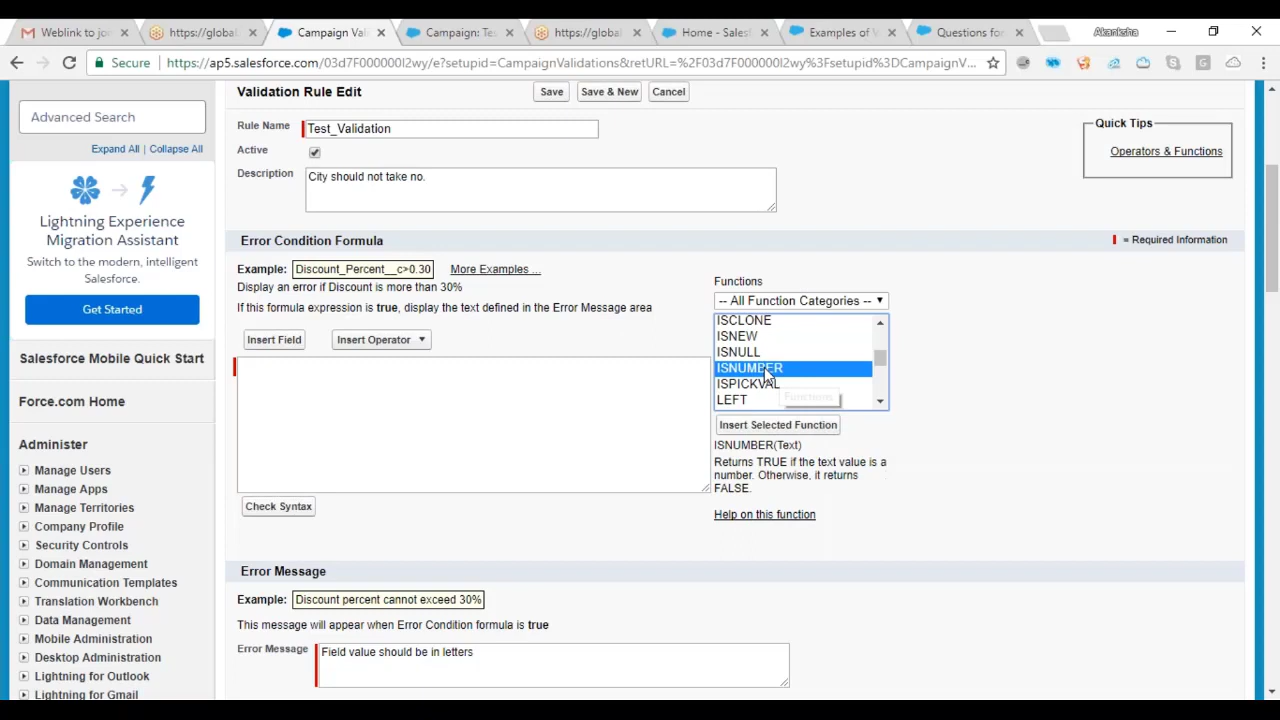 Weblink to jo
https://global.
Campaign Val
Campaign: Tes
https://global
Home - Salesf
Examples of V
Questions for
Akanksha
Secure
https://ap5.salesforce.com/03d7F000000I2wy/e?setupid=CampaignValidations&retURL=%2F03d7F000000I2wy%3Fsetupid%3DCampaignV...
Advanced Search
Expand All | Collapse All
Lightning Experience
Migration Assistant
Switch to the modern, intelligent
Salesforce.
Get Started
Salesforce Mobile Quick Start
Force.com Home
Administer
Manage Users
Manage Apps
Manage Territories
Company Profile
Security Controls
Domain Management
Communication Templates
Translation Workbench
Data Management
Mobile Administration
Desktop Administration
Lightning for Outlook
Lightning for Gmail
Validation Rule Edit
Save
Save & New
Cancel
Rule Name
Test_Validation
Active
Description
City should not take no.
Quick Tips
Operators & Functions
Error Condition Formula
= Required Information
Example:
Discount_Percent__c>0.30
More Examples ...
Display an error if Discount is more than 30%
If this formula expression is true, display the text defined in the Error Message area
Insert Field
Insert Operator
Functions
-- All Function Categories --
ISCLONE
ISNEW
ISNULL
ISNUMBER
ISPICKVAL
LEFT
Functions
Insert Selected Function
ISNUMBER(Text)
Returns TRUE if the text value is a
number. Otherwise, it returns
FALSE.
Help on this function
Check Syntax
Error Message
Example:
Discount percent cannot exceed 30%
This message will appear when Error Condition formula is true
Error Message
Field value should be in letters